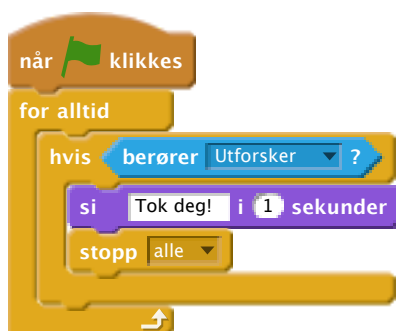 når klikkes
for alltid
hvis berører Utforsker ?
si Tok deg! i 1 sekunder
stopp alle